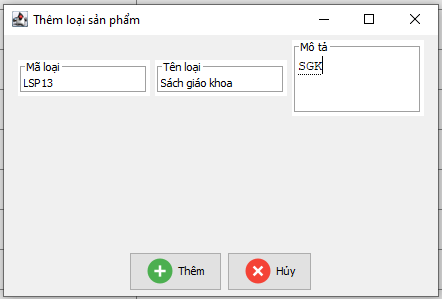 Thêm loại sản phẩm
Mô tả
Mã loại
Tên loại
SGK
LSP13
Sách giáo khoa
Thêm
Hủy